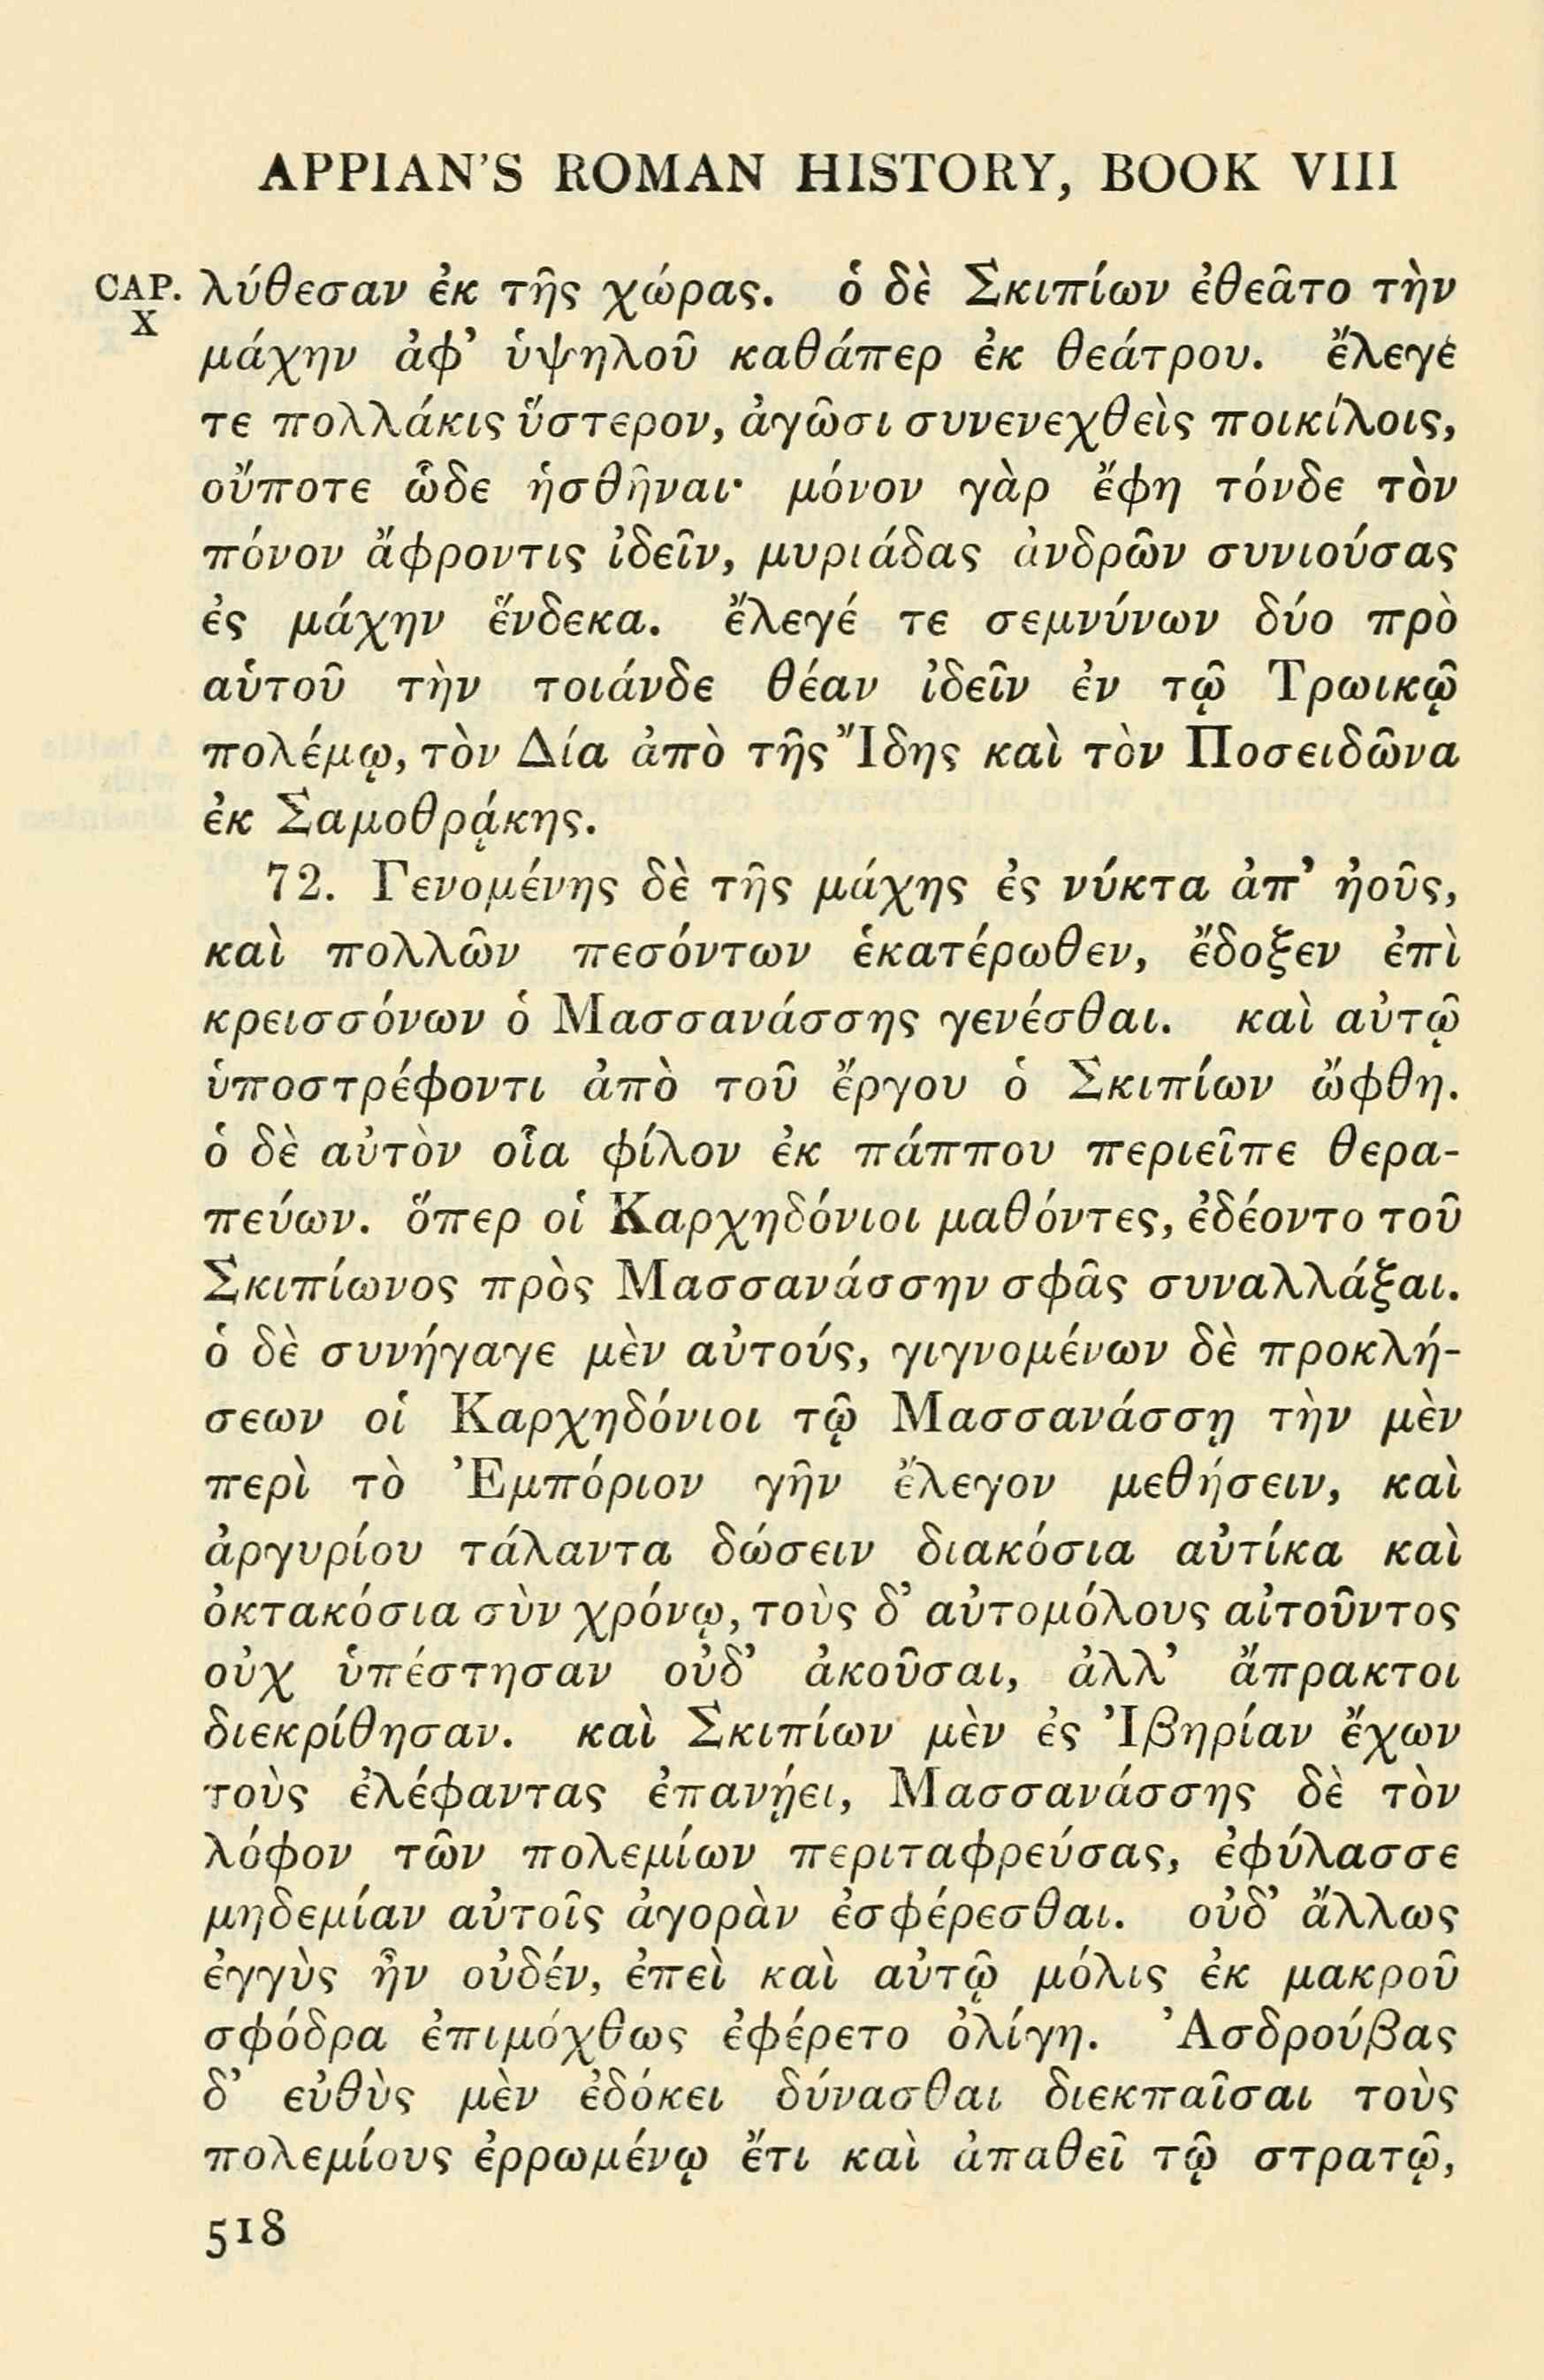 APPIAN'S ROMAN HISTORY, BOOK VIII
CAP. X
λύθεσαν ἐκ τῆς χώρας. ὁ δὲ Σκιπίων ἐθεᾶτο τὴν
μάχην ἀφ' ὑψηλοῦ καθάπερ ἐκ θεάτρου. ἔλεγέ
τε πολλάκις ὕστερον, ἀγῶσι συνενεχθεὶς ποικίλοις,
οὔποτε ὧδε ἡσθῆναι· μόνον γὰρ ἔφη τόνδε τὸν
πόνον ἄφροντις ἰδεῖν, μυριάδας ἀνδρῶν συνιούσας
ἐς μάχην ἕνδεκα. ἔλεγέ τε σεμνύνων δύο πρὸ
αὑτοῦ τὴν τοιάνδε θέαν ἰδεῖν ἐν τῷ Τρωικῷ
πολέμῳ, τὸν Δία ἀπὸ τῆς Ἴδης καὶ τὸν Ποσειδῶνα
ἐκ Σαμοθρᾴκης.
72. Γενομένης δὲ τῆς μάχης ἐς νύκτα ἀπ' ἠοῦς,
καὶ πολλῶν πεσόντων ἑκατέρωθεν, ἔδοξεν ἐπὶ
κρεισσόνων ὁ Μασσανάσσης γενέσθαι. καὶ αὐτῷ
ὑποστρέφοντι ἀπὸ τοῦ ἔργου ὁ Σκιπίων ὤφθη.
ὁ δὲ αὐτὸν οἷα φίλον ἐκ πάππου περιεῖπε θερα-
πεύων. ὅπερ οἱ Καρχηδόνιοι μαθόντες, ἐδέοντο τοῦ
Σκιπίωνος πρὸς Μασσανάσσην σφᾶς συναλλάξαι.
ὁ δὲ συνήγαγε μὲν αὐτούς, γιγνομένων δὲ προκλή-
σεων οἱ Καρχηδόνιοι τῷ Μασσανάσσῃ τὴν μὲν
περὶ τὸ Ἐμπόριον γῆν ἔλεγον μεθήσειν, καὶ
ἀργυρίου τάλαντα δώσειν διακόσια αὐτίκα καὶ
ὀκτακόσια σὺν χρόνῳ, τοὺς δ' αὐτομόλους αἰτοῦντος
οὐχ ὑπέστησαν οὐδ' ἀκοῦσαι, ἀλλ' ἄπρακτοι
διεκρίθησαν. καὶ Σκιπίων μὲν ἐς Ἰβηρίαν ἔχων
τοὺς ἐλέφαντας ἐπανῄει, Μασσανάσσης δὲ τὸν
λόφον τῶν πολεμίων περιταφρεύσας, ἐφύλασσε
μηδεμίαν αὐτοῖς ἀγορὰν ἐσφέρεσθαι. οὐδ' ἄλλως
ἐγγὺς ἦν οὐδέν, ἐπεὶ καὶ αὐτῷ μόλις ἐκ μακροῦ
σφόδρα ἐπιμόχθως ἐφέρετο ὀλίγη. Ἀσδρούβας
δ' εὐθὺς μὲν ἐδόκει δύνασθαι διεκπαῖσαι τοὺς
πολεμίους ἐρρωμένῳ ἔτι καὶ ἀπαθεῖ τῷ στρατῷ,
518